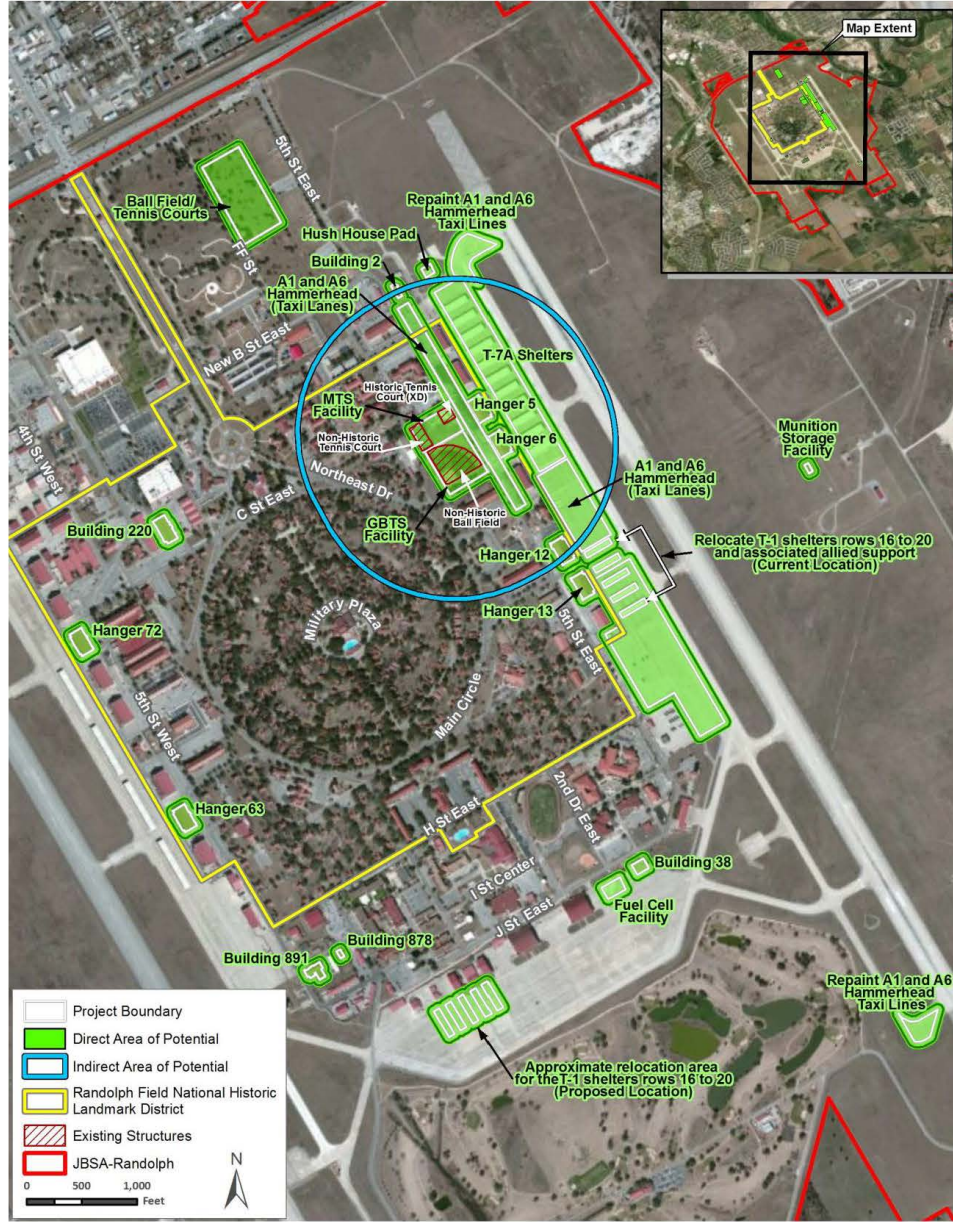 Map Extent
5th St East
Ball Field/
Tennis Courts
FF St
Repaint A1 and A6
Hammerhead
Taxi Lines
Hush House Pad
Building 2
A1 and A6
Hammerhead
(Taxi Lanes)
New B St East
T-7A Shelters
Historic Tennis
Court (XD)
MTS
Facility
Hanger 5
Non-Historic
Tennis Court
Hanger 6
Munition
Storage
Facility
4th St West
Northeast Dr
A1 and A6
Hammerhead
(Taxi Lanes)
C St East
Non-Historic
Ball Field
GBTS
Facility
Building 220
Hanger 12
Relocate T-1 shelters rows 16 to 20
and associated allied support
(Current Location)
Hanger 13
Military Plaza
5th St East
Hanger 72
5th St West
Main Circle
Hanger 63
H St East
2nd Dr East
I St Center
Building 38
J St East
Fuel Cell
Facility
Building 878
Building 891
Repaint A1 and A6
Hammerhead
Taxi Lines
Approximate relocation area
for the T-1 shelters rows 16 to 20
(Proposed Location)
Project Boundary
Direct Area of Potential
Indirect Area of Potential
Randolph Field National Historic
Landmark District
Existing Structures
JBSA-Randolph
0 500 1,000
Feet
N